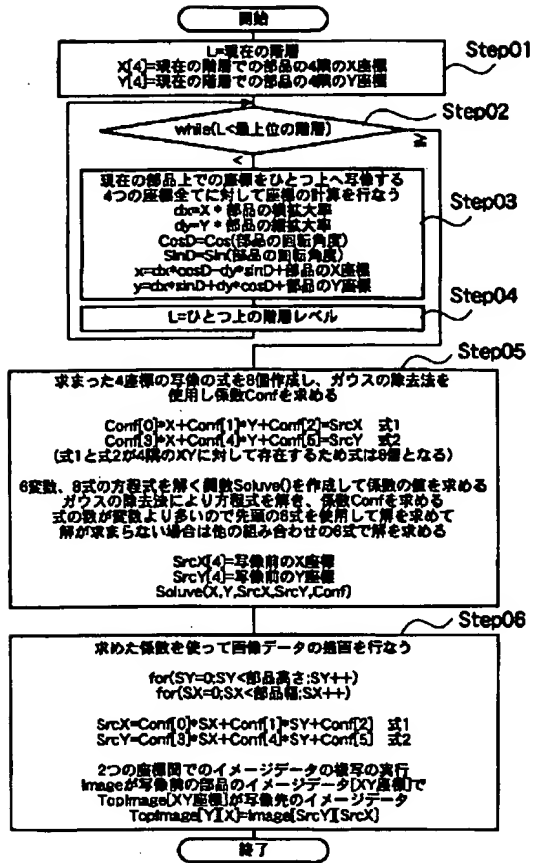 開始
L=現在の階層
X[4]=現在の階層での部品の4隅のX座標
Y[4]=現在の階層での部品の4隅のY座標
Step01
Step02
while(L<最上位の階層)
<
≧
現在の部品上での座標をひとつ上へ写像する
4つの座標全てに対して座標の計算を行なう
dx=X * 部品の横拡大率
dy=Y * 部品の縦拡大率
CosD=Cos(部品の回転角度)
SinD=Sin(部品の回転角度)
x=dx*cosD-dy*sinD+部品のX座標
y=dx*sinD+dy*cosD+部品のY座標
Step03
Step04
L=ひとつ上の階層レベル
Step05
求まった4座標の写像の式を8個作成し、ガウスの除去法を
使用し係数Confを求める
Conf[0]*X+Conf[1]*Y+Conf[2]=SrcX 式1
Conf[3]*X+Conf[4]*Y+Conf[5]=SrcY 式2
(式1と式2が4隅のXYに対して存在するため式は8個となる)
6変数、8式の方程式を解く関数Soluve()を作成して係数の値を求める
ガウスの除去法により方程式を解き、係数Confを求める
式の数が変数より多いので先頭の6式を使用して解を求めて
解が求まらない場合は他の組み合わせの6式で解を求める
SrcX[4]=写像前のX座標
SrcY[4]=写像前のY座標
Soluve(X,Y,SrcX,SrcY,Conf)
Step06
求めた係数を使って画像データの描画を行なう
for(SY=0;SY<部品高さ;SY++)
for(SX=0;SX<部品幅;SX++)
SrcX=Conf[0]*SX+Conf[1]*SY+Conf[2] 式1
SrcY=Conf[3]*SX+Conf[4]*SY+Conf[5] 式2
2つの座標間でのイメージデータの複写の実行
Imageが写像前の部品のイメージデータ[XY座標]で
TopImage[XY座標]が写像先のイメージデータ
TopImage[Y][X]=Image[SrcY][SrcX]
終了